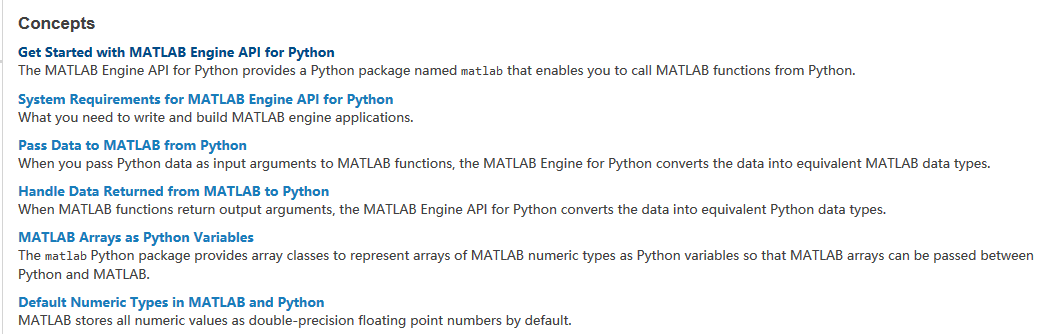 Concepts
Get Started with MATLAB Engine API for Python
The MATLAB Engine API for Python provides a Python package named matlab that enables you to call MATLAB functions from Python.
System Requirements for MATLAB Engine API for Python
What you need to write and build MATLAB engine applications.
Pass Data to MATLAB from Python
When you pass Python data as input arguments to MATLAB functions, the MATLAB Engine for Python converts the data into equivalent MATLAB data types.
Handle Data Returned from MATLAB to Python
When MATLAB functions return output arguments, the MATLAB Engine API for Python converts the data into equivalent Python data types.
MATLAB Arrays as Python Variables
The matlab Python package provides array classes to represent arrays of MATLAB numeric types as Python variables so that MATLAB arrays can be passed between
Python and MATLAB.
Default Numeric Types in MATLAB and Python
MATLAB stores all numeric values as double-precision floating point numbers by default.